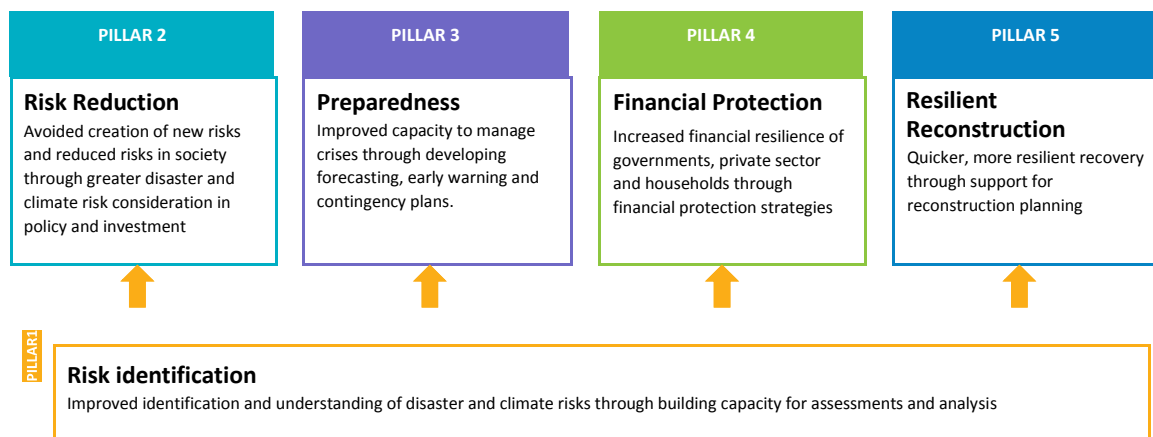 PILLAR 2
Risk Reduction
Avoided creation of new risks
and reduced risks in society
through greater disaster and
climate risk consideration in
policy and investment
PILLAR 3
Preparedness
Improved capacity to manage
crises through developing
forecasting, early warning and
contingency plans.
PILLAR 4
Financial Protection
Increased financial resilience of
governments, private sector
and households through
financial protection strategies
PILLAR 5
Resilient
Reconstruction
Quicker, more resilient recovery
through support for
reconstruction planning
PILLAR1
Risk identification
Improved identification and understanding of disaster and climate risks through building capacity for assessments and analysis